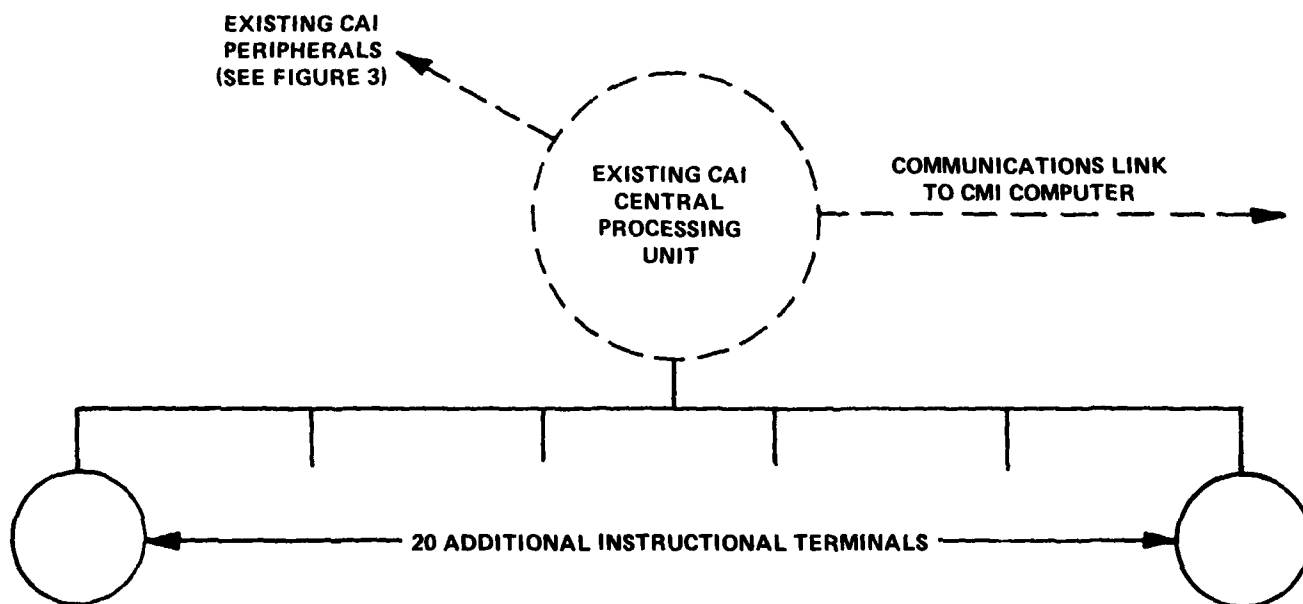 EXISTING CAI
PERIPHERALS
(SEE FIGURE 3)
EXISTING CAI
CENTRAL
PROCESSING
UNIT
COMMUNICATIONS LINK
TO CMI COMPUTER
20 ADDITIONAL INSTRUCTIONAL TERMINALS